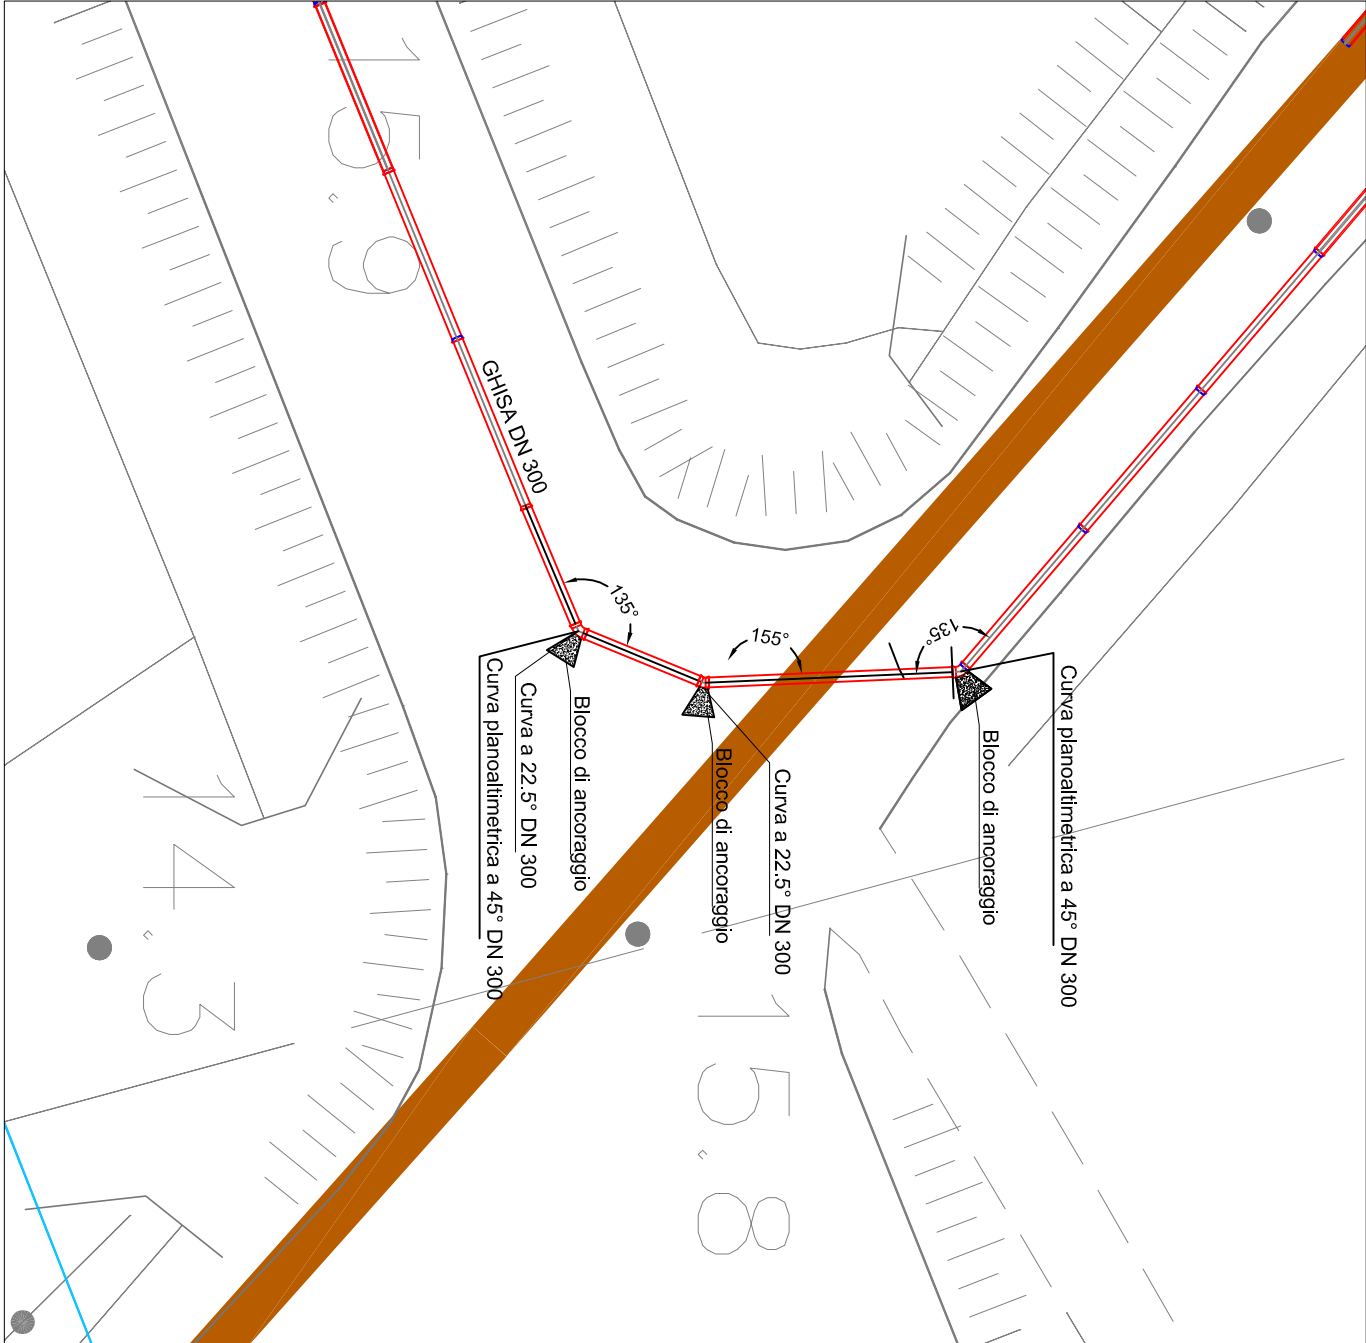 15.9
GHISA DN 300
135°
155°
135°
Curva planoaltimetrica a 45° DN 300
Blocco di ancoraggio
Curva a 22.5° DN 300
Blocco di ancoraggio
Blocco di ancoraggio
Curva a 22.5° DN 300
Curva planoaltimetrica a 45° DN 300
14.3
15.8